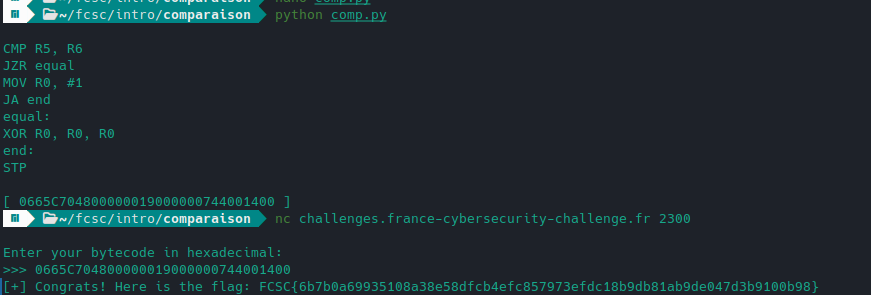 ~/fcsc/intro/comparaison nano comp.py
~/fcsc/intro/comparaison python comp.py
CMP R5, R6
JZR equal
MOV R0, #1
JA end
equal:
XOR R0, R0, R0
end:
STP
[ 0665C7048000000019000000744001400 ]
~/fcsc/intro/comparaison nc challenges.france-cybersecurity-challenge.fr 2300
Enter your bytecode in hexadecimal:
>>> 0665C7048000000019000000744001400
[+] Congrats! Here is the flag: FCSC{6b7b0a69935108a38e58dfcb4efc857973efdc18b9db81ab9de047d3b9100b98}